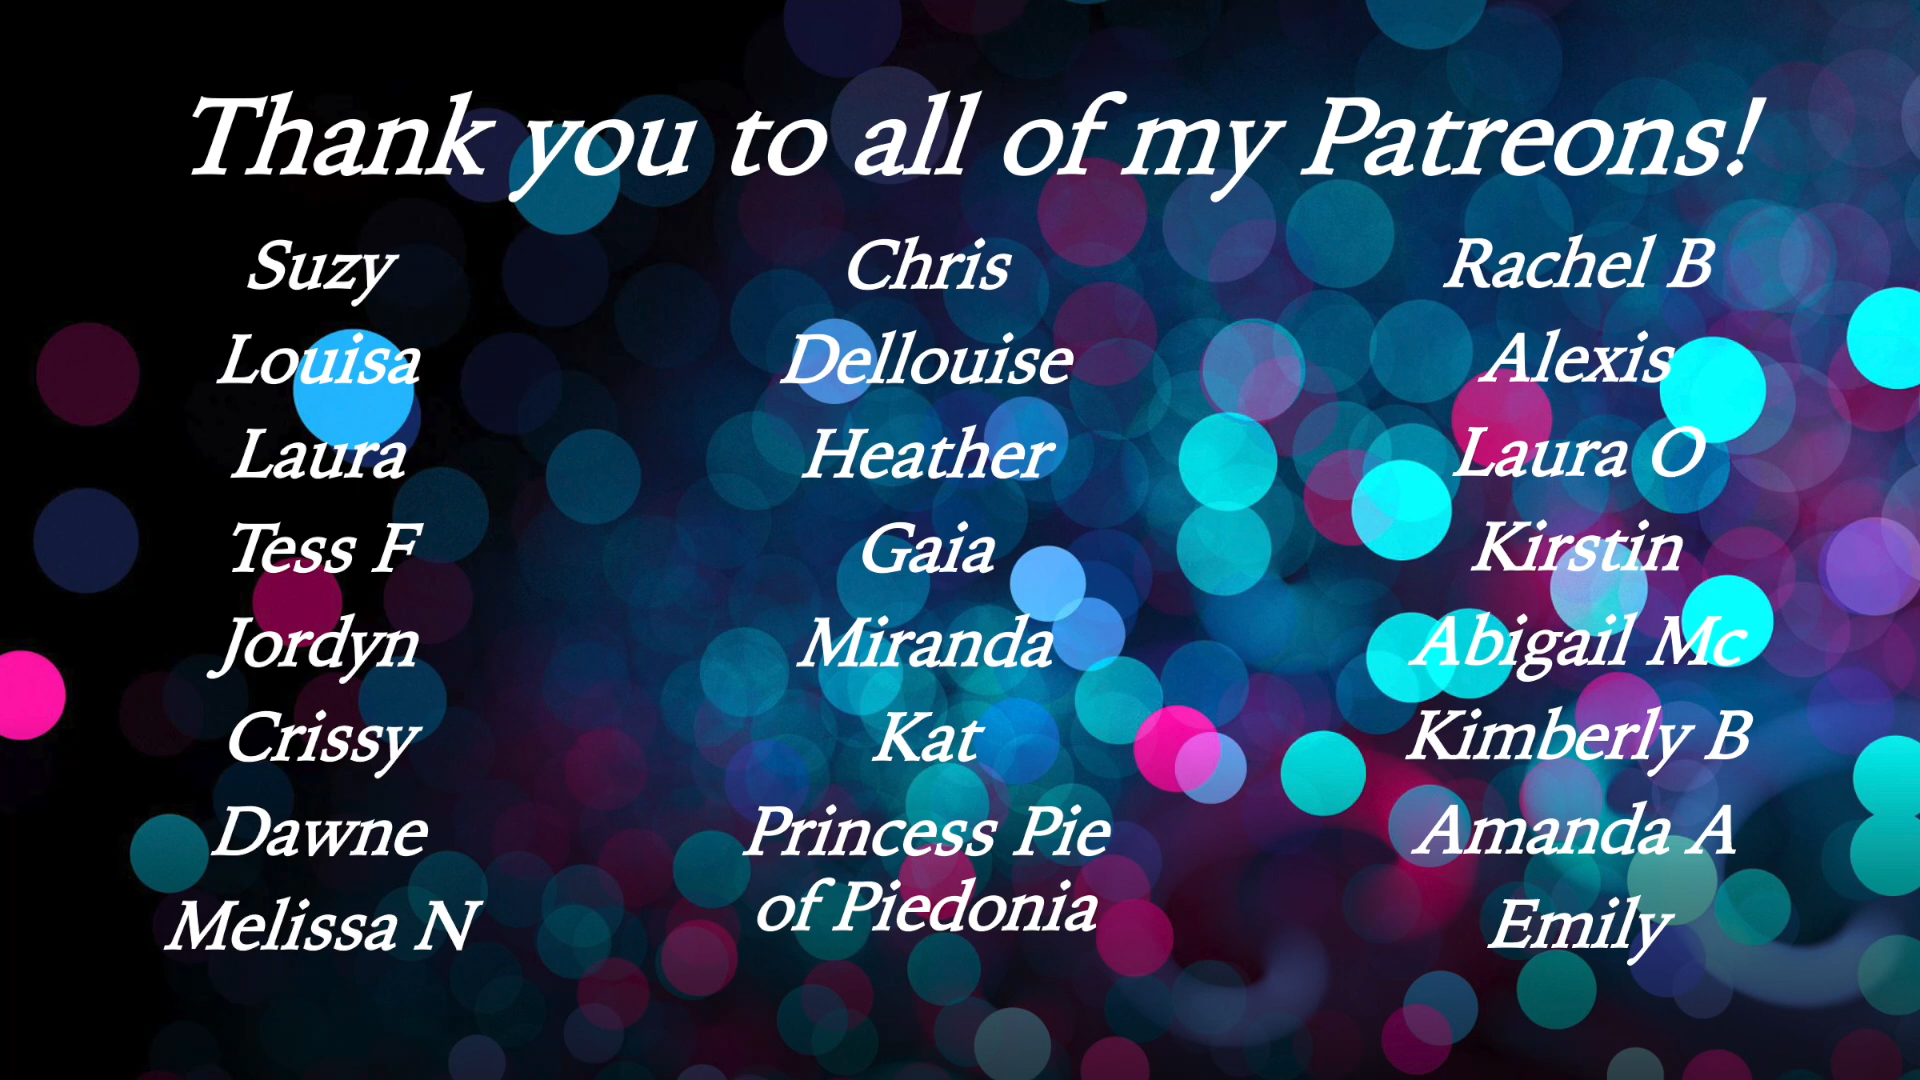 Thank you to all of my Patreons!
Suzy
Louisa
Laura
Tess F
Jordyn
Crissy
Dawne
Melissa N
Chris
Dellouise
Heather
Gaia
Miranda
Kat
Princess Pie
of Piedonia
Rachel B
Alexis
Laura O
Kirstin
Abigail Mc
Kimberly B
Amanda A
Emily